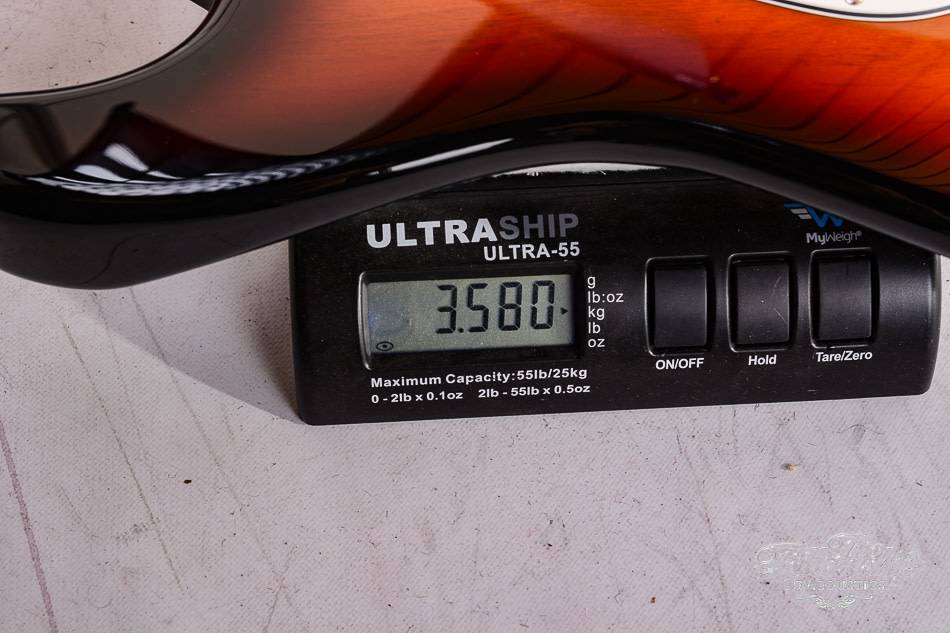 ULTRASHIP
ULTRA-55
MyWeigh®
3.580
g
lb:oz
kg
lb
oz
ON/OFF
Hold
Tare/Zero
Maximum Capacity:55lb/25kg
0 - 2lb x 0.1oz 2lb - 55lb x 0.5oz